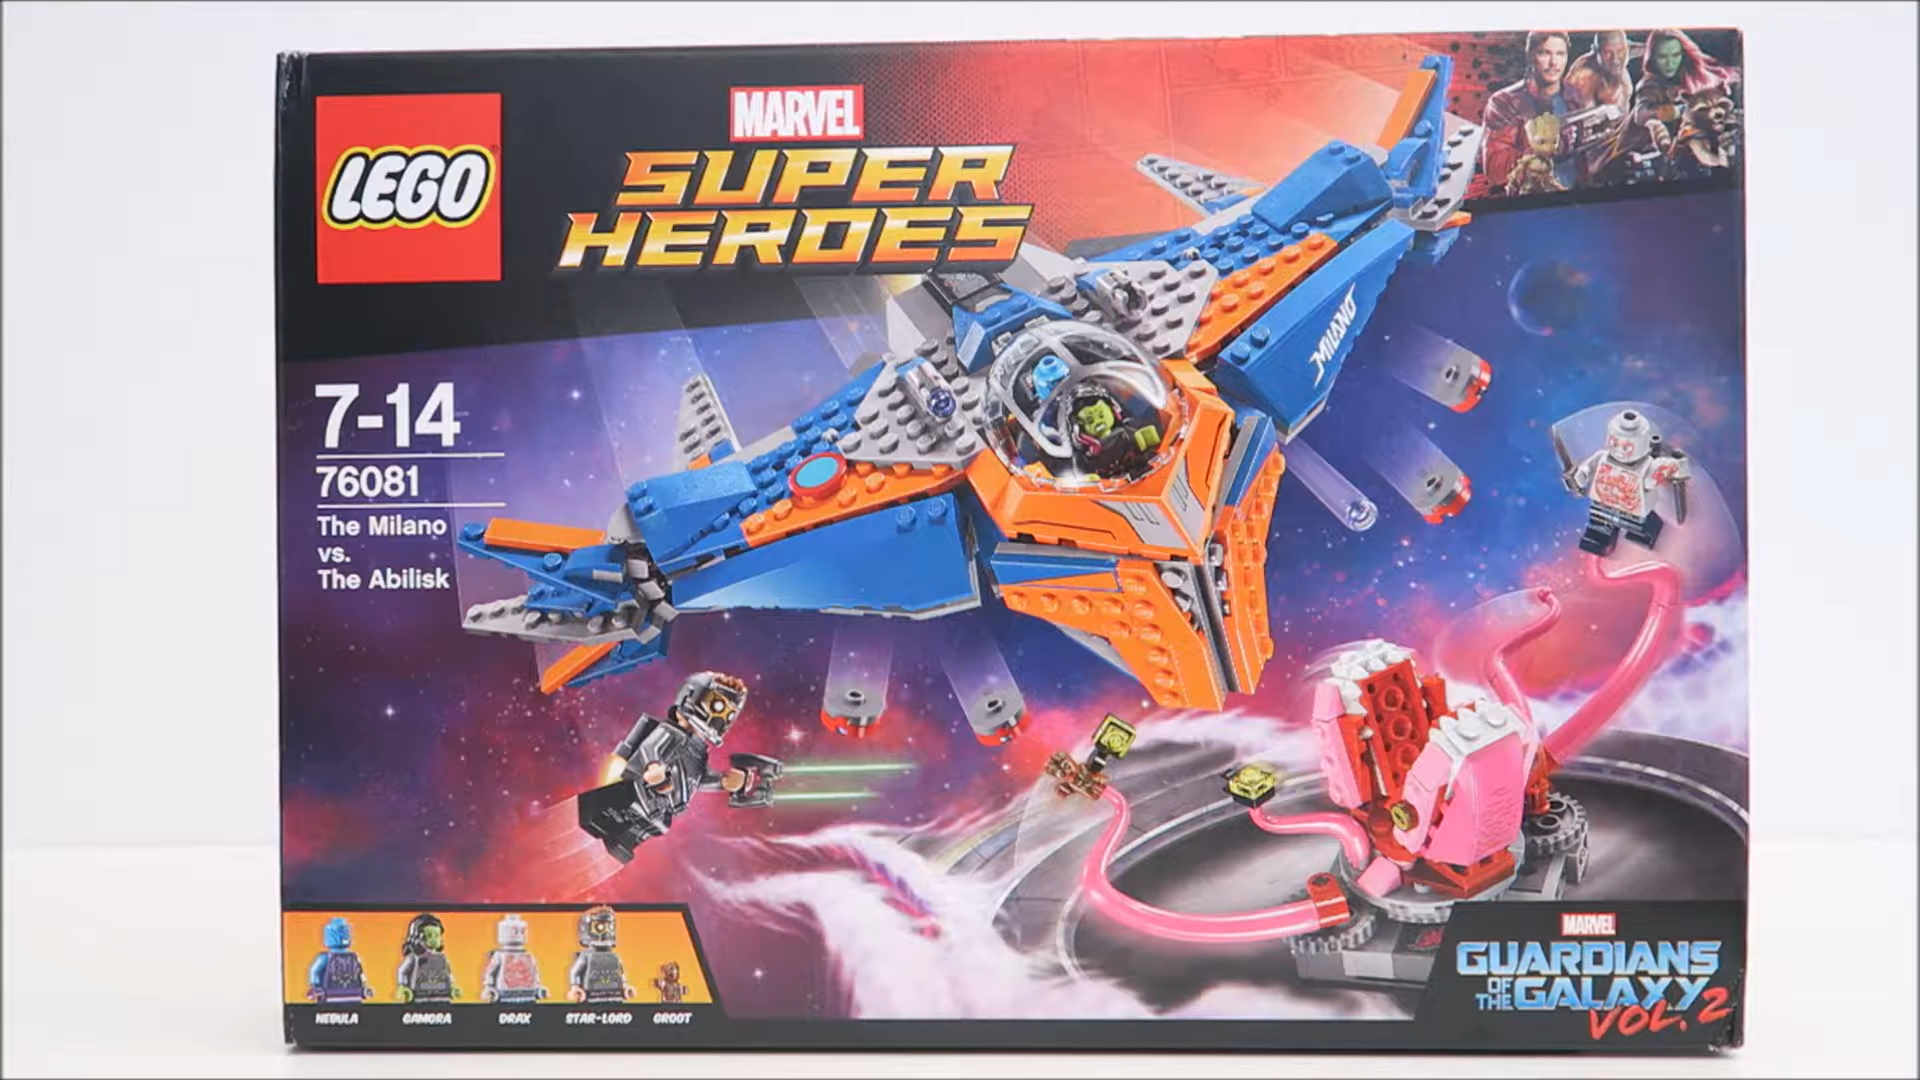 LEGO
MARVEL
SUPER
HEROES
7-14
76081
The Milano
vs.
The Abilisk
MILANO
NEBULA
GAMORA
DRAX
STAR-LORD
GROOT
MARVEL
GUARDIANS
OF
THE
GALAXY
VOL. 2